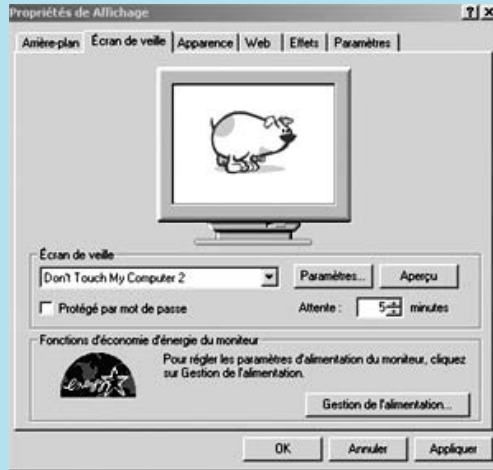 Propriétés de Affichage
Arrière-plan Écran de veille Apparence Web Effets Paramètres
Écran de veille
Don't Touch My Computer 2 Paramètres... Aperçu
Protégé par mot de passe Attente : 5 minutes
Fonctions d'économie d'énergie du moniteur
Pour régler les paramètres d'alimentation du moniteur, cliquez
sur Gestion de l'alimentation.
energy
Gestion de l'alimentation...
OK Annuler Appliquer